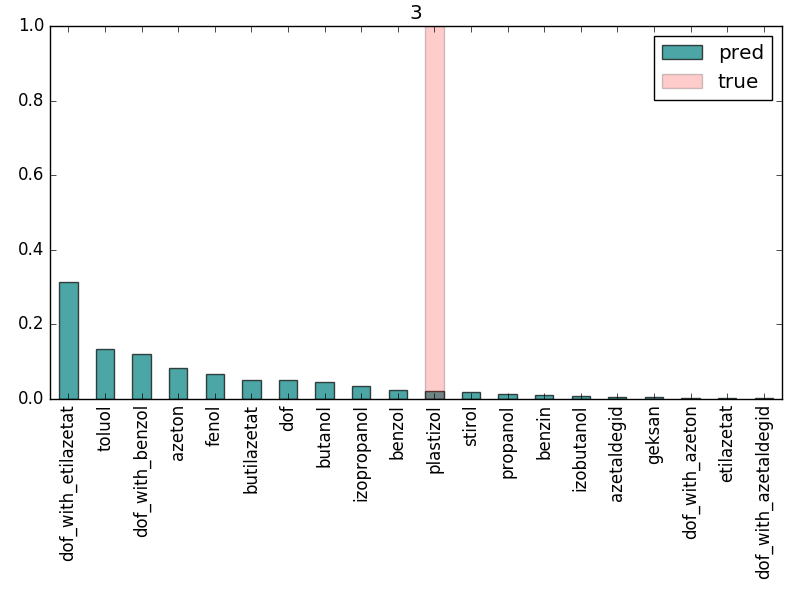 3
1.0
0.8
0.6
0.4
0.2
0.0
pred
true
dof_with_etilazetat
toluol
dof_with_benzol
azeton
fenol
butilazetat
dof
butanol
izopropanol
benzol
plastizol
stirol
propanol
benzin
izobutanol
azetaldegid
geksan
dof_with_azeton
etilazetat
dof_with_azetaldegid